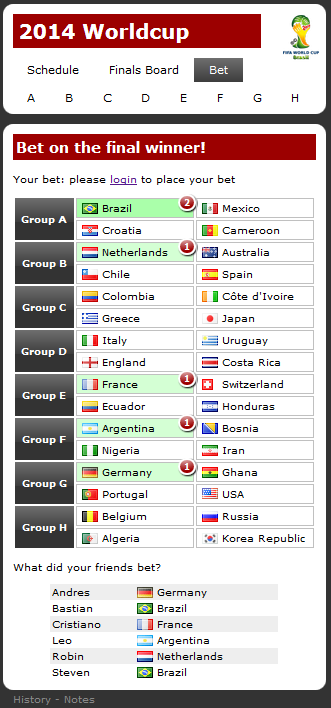 2014 Worldcup
FIFA WORLD CUP
Brasil
Schedule Finals Board Bet
A B C D E F G H
Bet on the final winner!
Your bet: please login to place your bet
Group A
Brazil 2 Mexico
Croatia Cameroon
Group B
Netherlands 1 Australia
Chile Spain
Group C
Colombia Côte d'Ivoire
Greece Japan
Group D
Italy Uruguay
England Costa Rica
Group E
France 1 Switzerland
Ecuador Honduras
Group F
Argentina 1 Bosnia
Nigeria Iran
Group G
Germany 1 Ghana
Portugal USA
Group H
Belgium Russia
Algeria Korea Republic
What did your friends bet?
Andres Germany
Bastian Brazil
Cristiano France
Leo Argentina
Robin Netherlands
Steven Brazil
History - Notes